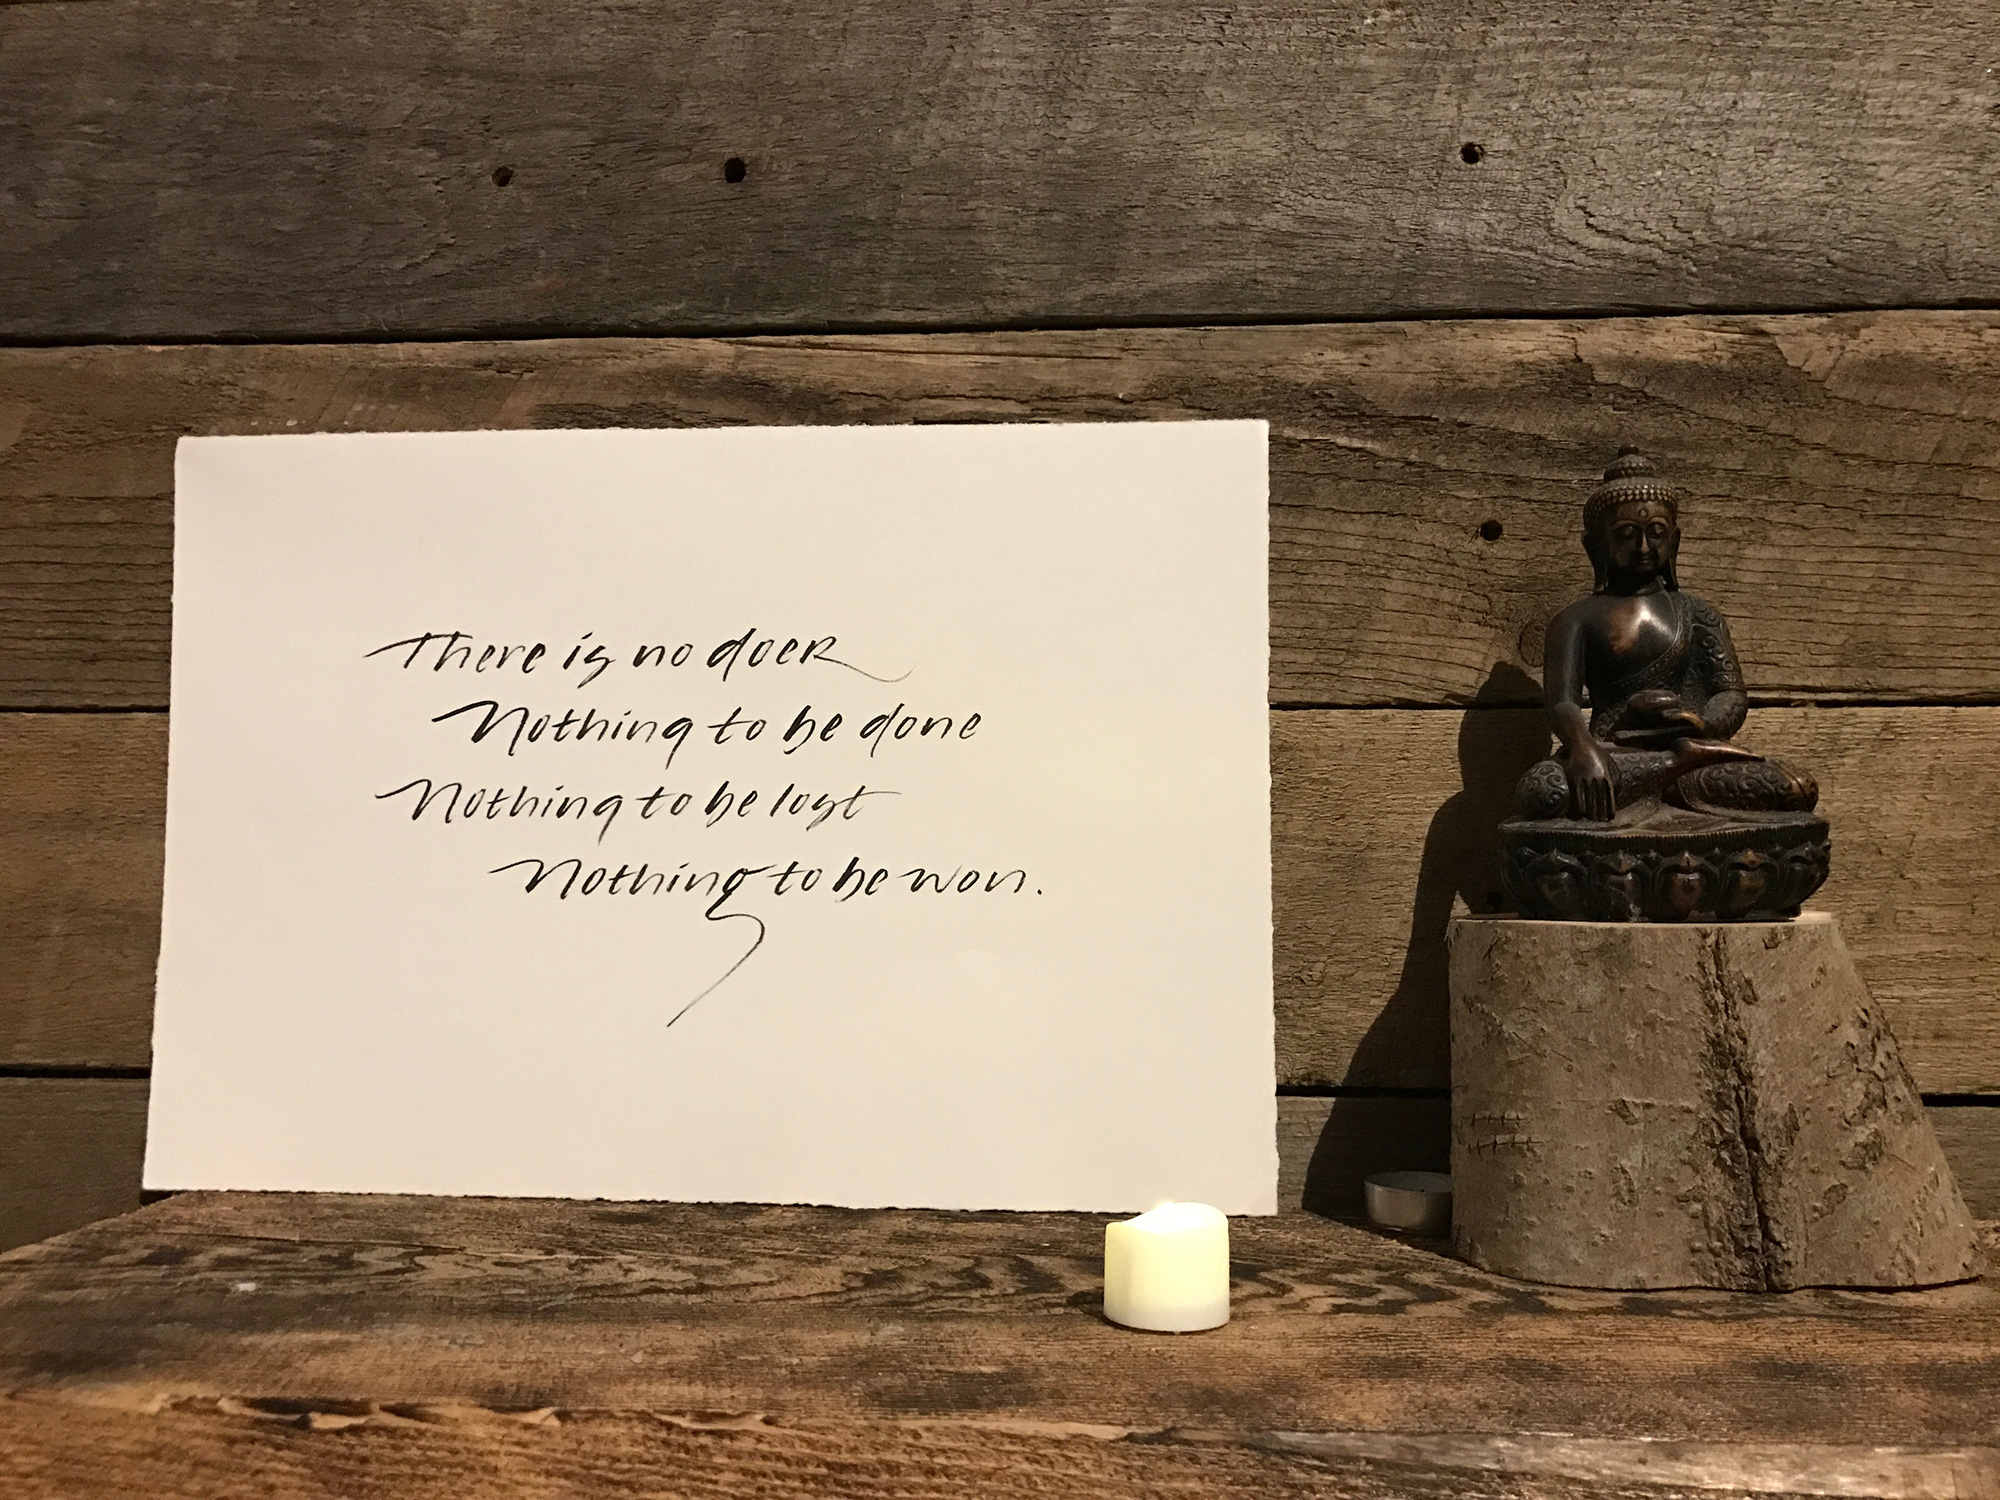 There is no doer
Nothing to be done
Nothing to be lost
Nothing to be won.